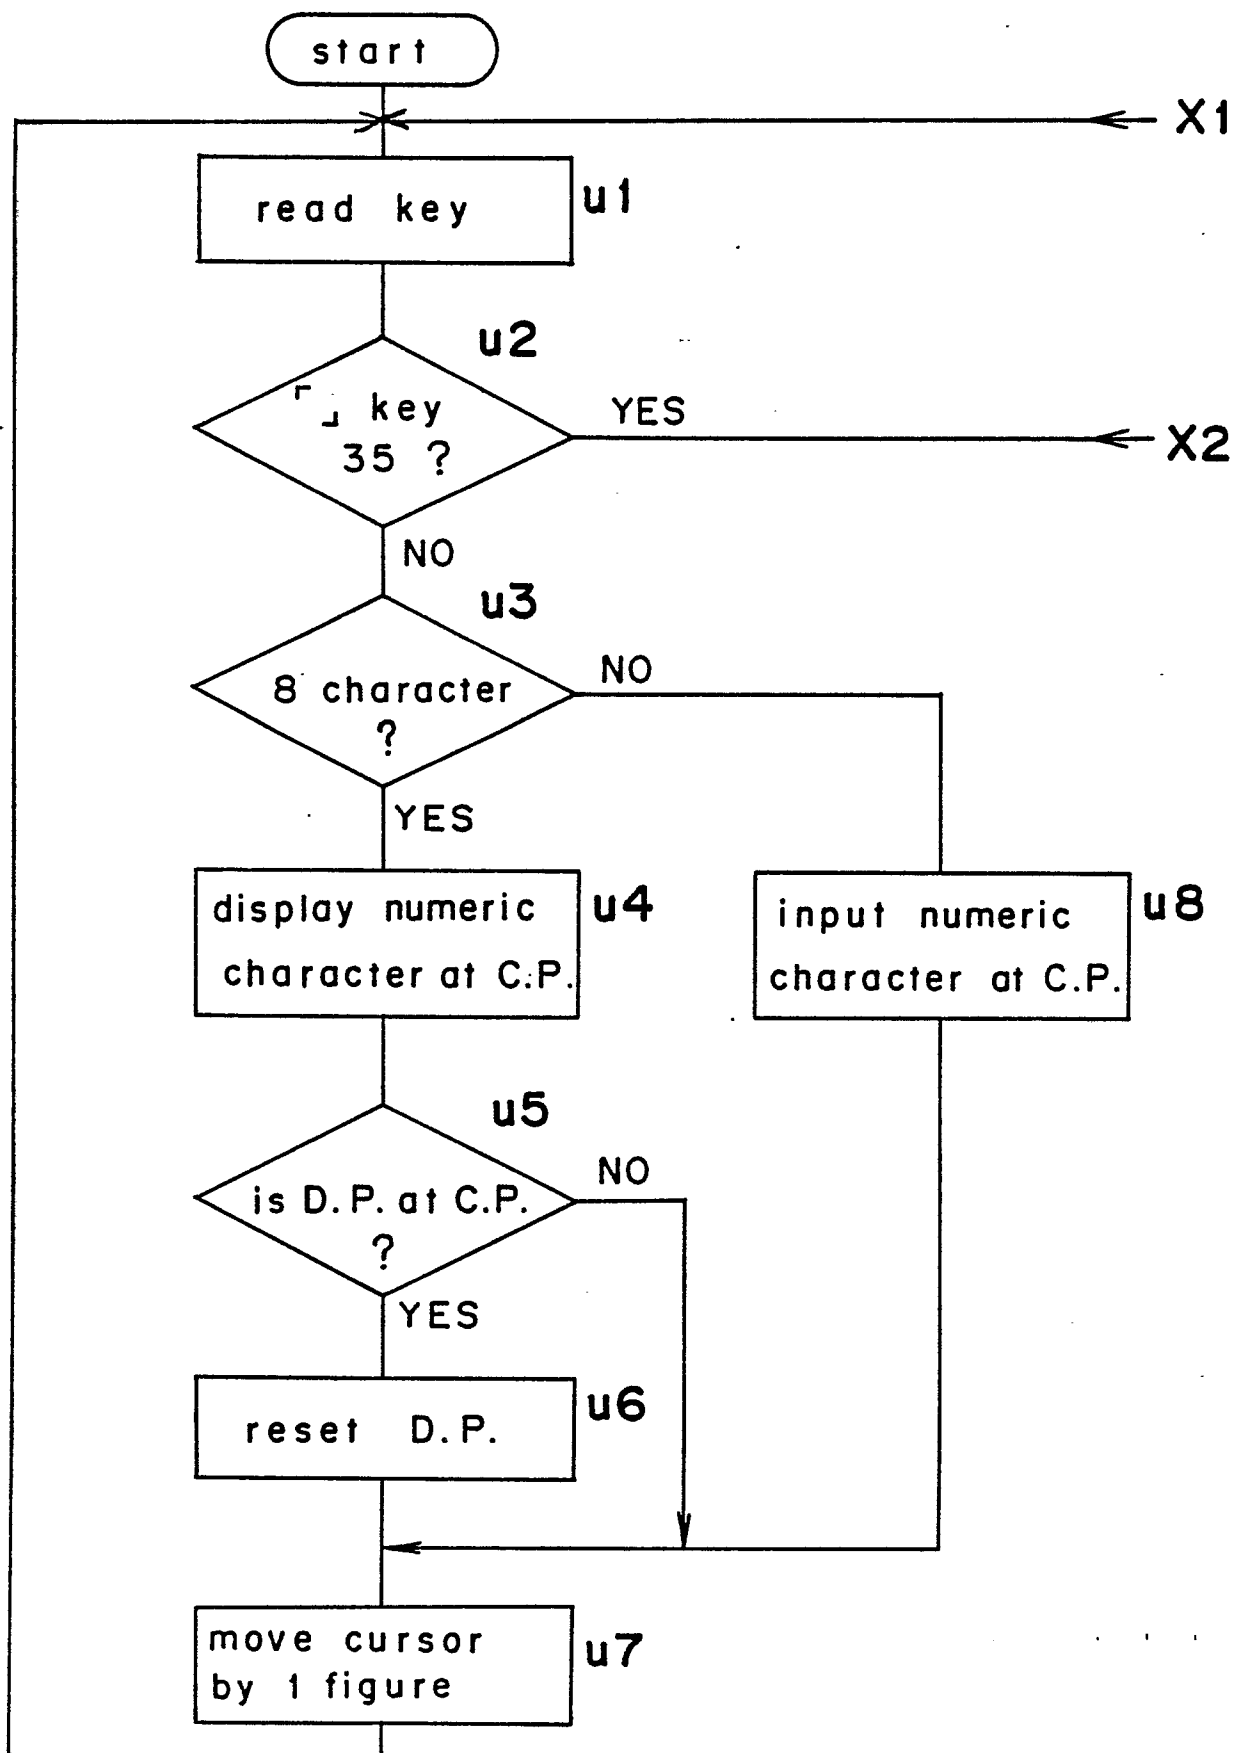 start
X1
read key
u1
u2
「 」 key
35 ?
YES
X2
NO
u3
8 character
?
NO
YES
display numeric
character at C.P.
u4
input numeric
character at C.P.
u8
u5
is D.P. at C.P.
?
NO
YES
reset D.P.
u6
move cursor
by 1 figure
u7